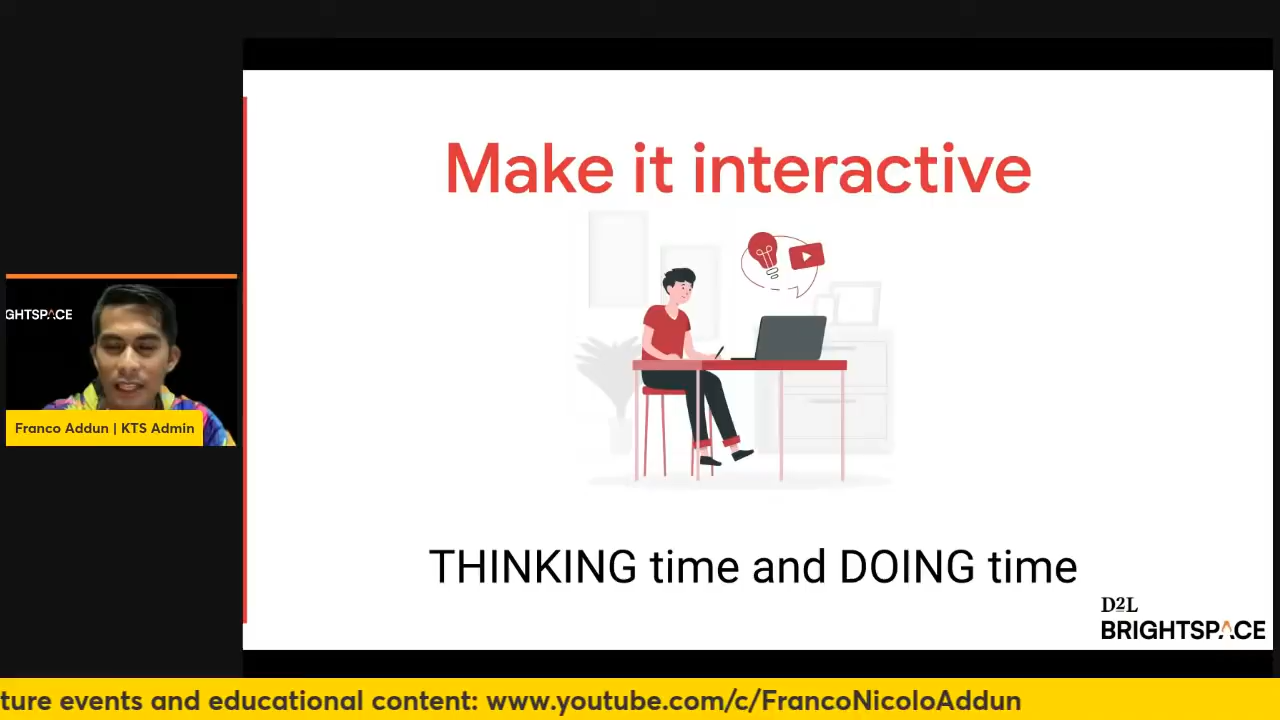 Make it interactive
GHTSPACE
Franco Addun | KTS Admin
THINKING time and DOING time
D2L
BRIGHTSPACE
ture events and educational content: www.youtube.com/c/FrancoNicoloAddun